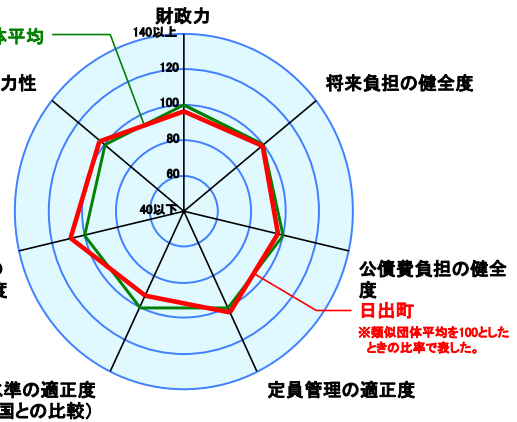 財政力
140以上
体平均
120
力性
将来負担の健全度
100
80
60
40以下
の
度
公債費負担の健全
度
日出町
※類似団体平均を100とした
ときの比率で表した。
水準の適正度
国との比較）
定員管理の適正度